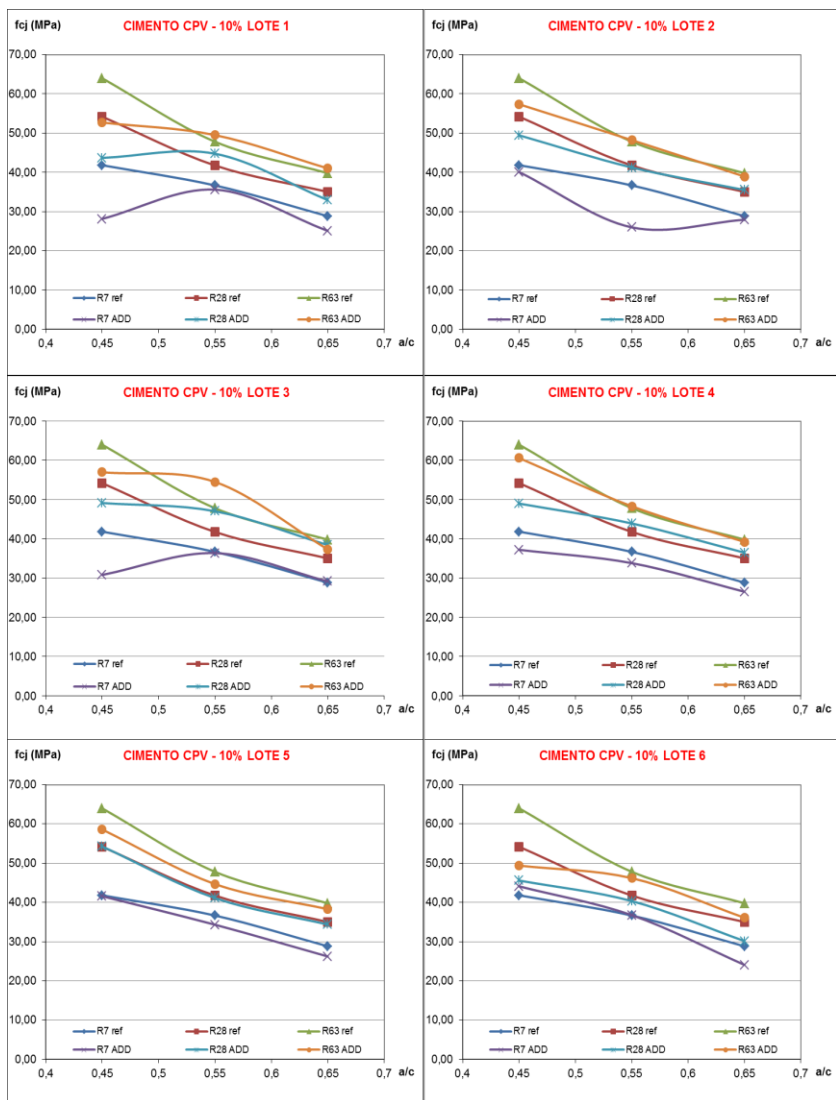 fcj (MPa) CIMENTO CPV - 10% LOTE 1
70,00
60,00
50,00
40,00
30,00
20,00
10,00
R7 ref R28 ref R63 ref
R7 ADD R28 ADD R63 ADD
0,00
0,4 0,45 0,5 0,55 0,6 0,65 0,7 a/c
fcj (MPa) CIMENTO CPV - 10% LOTE 2
70,00
60,00
50,00
40,00
30,00
20,00
10,00
R7 ref R28 ref R63 ref
R7 ADD R28 ADD R63 ADD
0,00
0,4 0,45 0,5 0,55 0,6 0,65 0,7 a/c
fcj (MPa) CIMENTO CPV - 10% LOTE 3
70,00
60,00
50,00
40,00
30,00
20,00
10,00
R7 ref R28 ref R63 ref
R7 ADD R28 ADD R63 ADD
0,00
0,4 0,45 0,5 0,55 0,6 0,65 0,7 a/c
fcj (MPa) CIMENTO CPV - 10% LOTE 4
70,00
60,00
50,00
40,00
30,00
20,00
10,00
R7 ref R28 ref R63 ref
R7 ADD R28 ADD R63 ADD
0,00
0,4 0,45 0,5 0,55 0,6 0,65 0,7 a/c
fcj (MPa) CIMENTO CPV - 10% LOTE 5
70,00
60,00
50,00
40,00
30,00
20,00
10,00
R7 ref R28 ref R63 ref
R7 ADD R28 ADD R63 ADD
0,00
0,4 0,45 0,5 0,55 0,6 0,65 0,7 a/c
fcj (MPa) CIMENTO CPV - 10% LOTE 6
70,00
60,00
50,00
40,00
30,00
20,00
10,00
R7 ref R28 ref R63 ref
R7 ADD R28 ADD R63 ADD
0,00
0,4 0,45 0,5 0,55 0,6 0,65 0,7 a/c